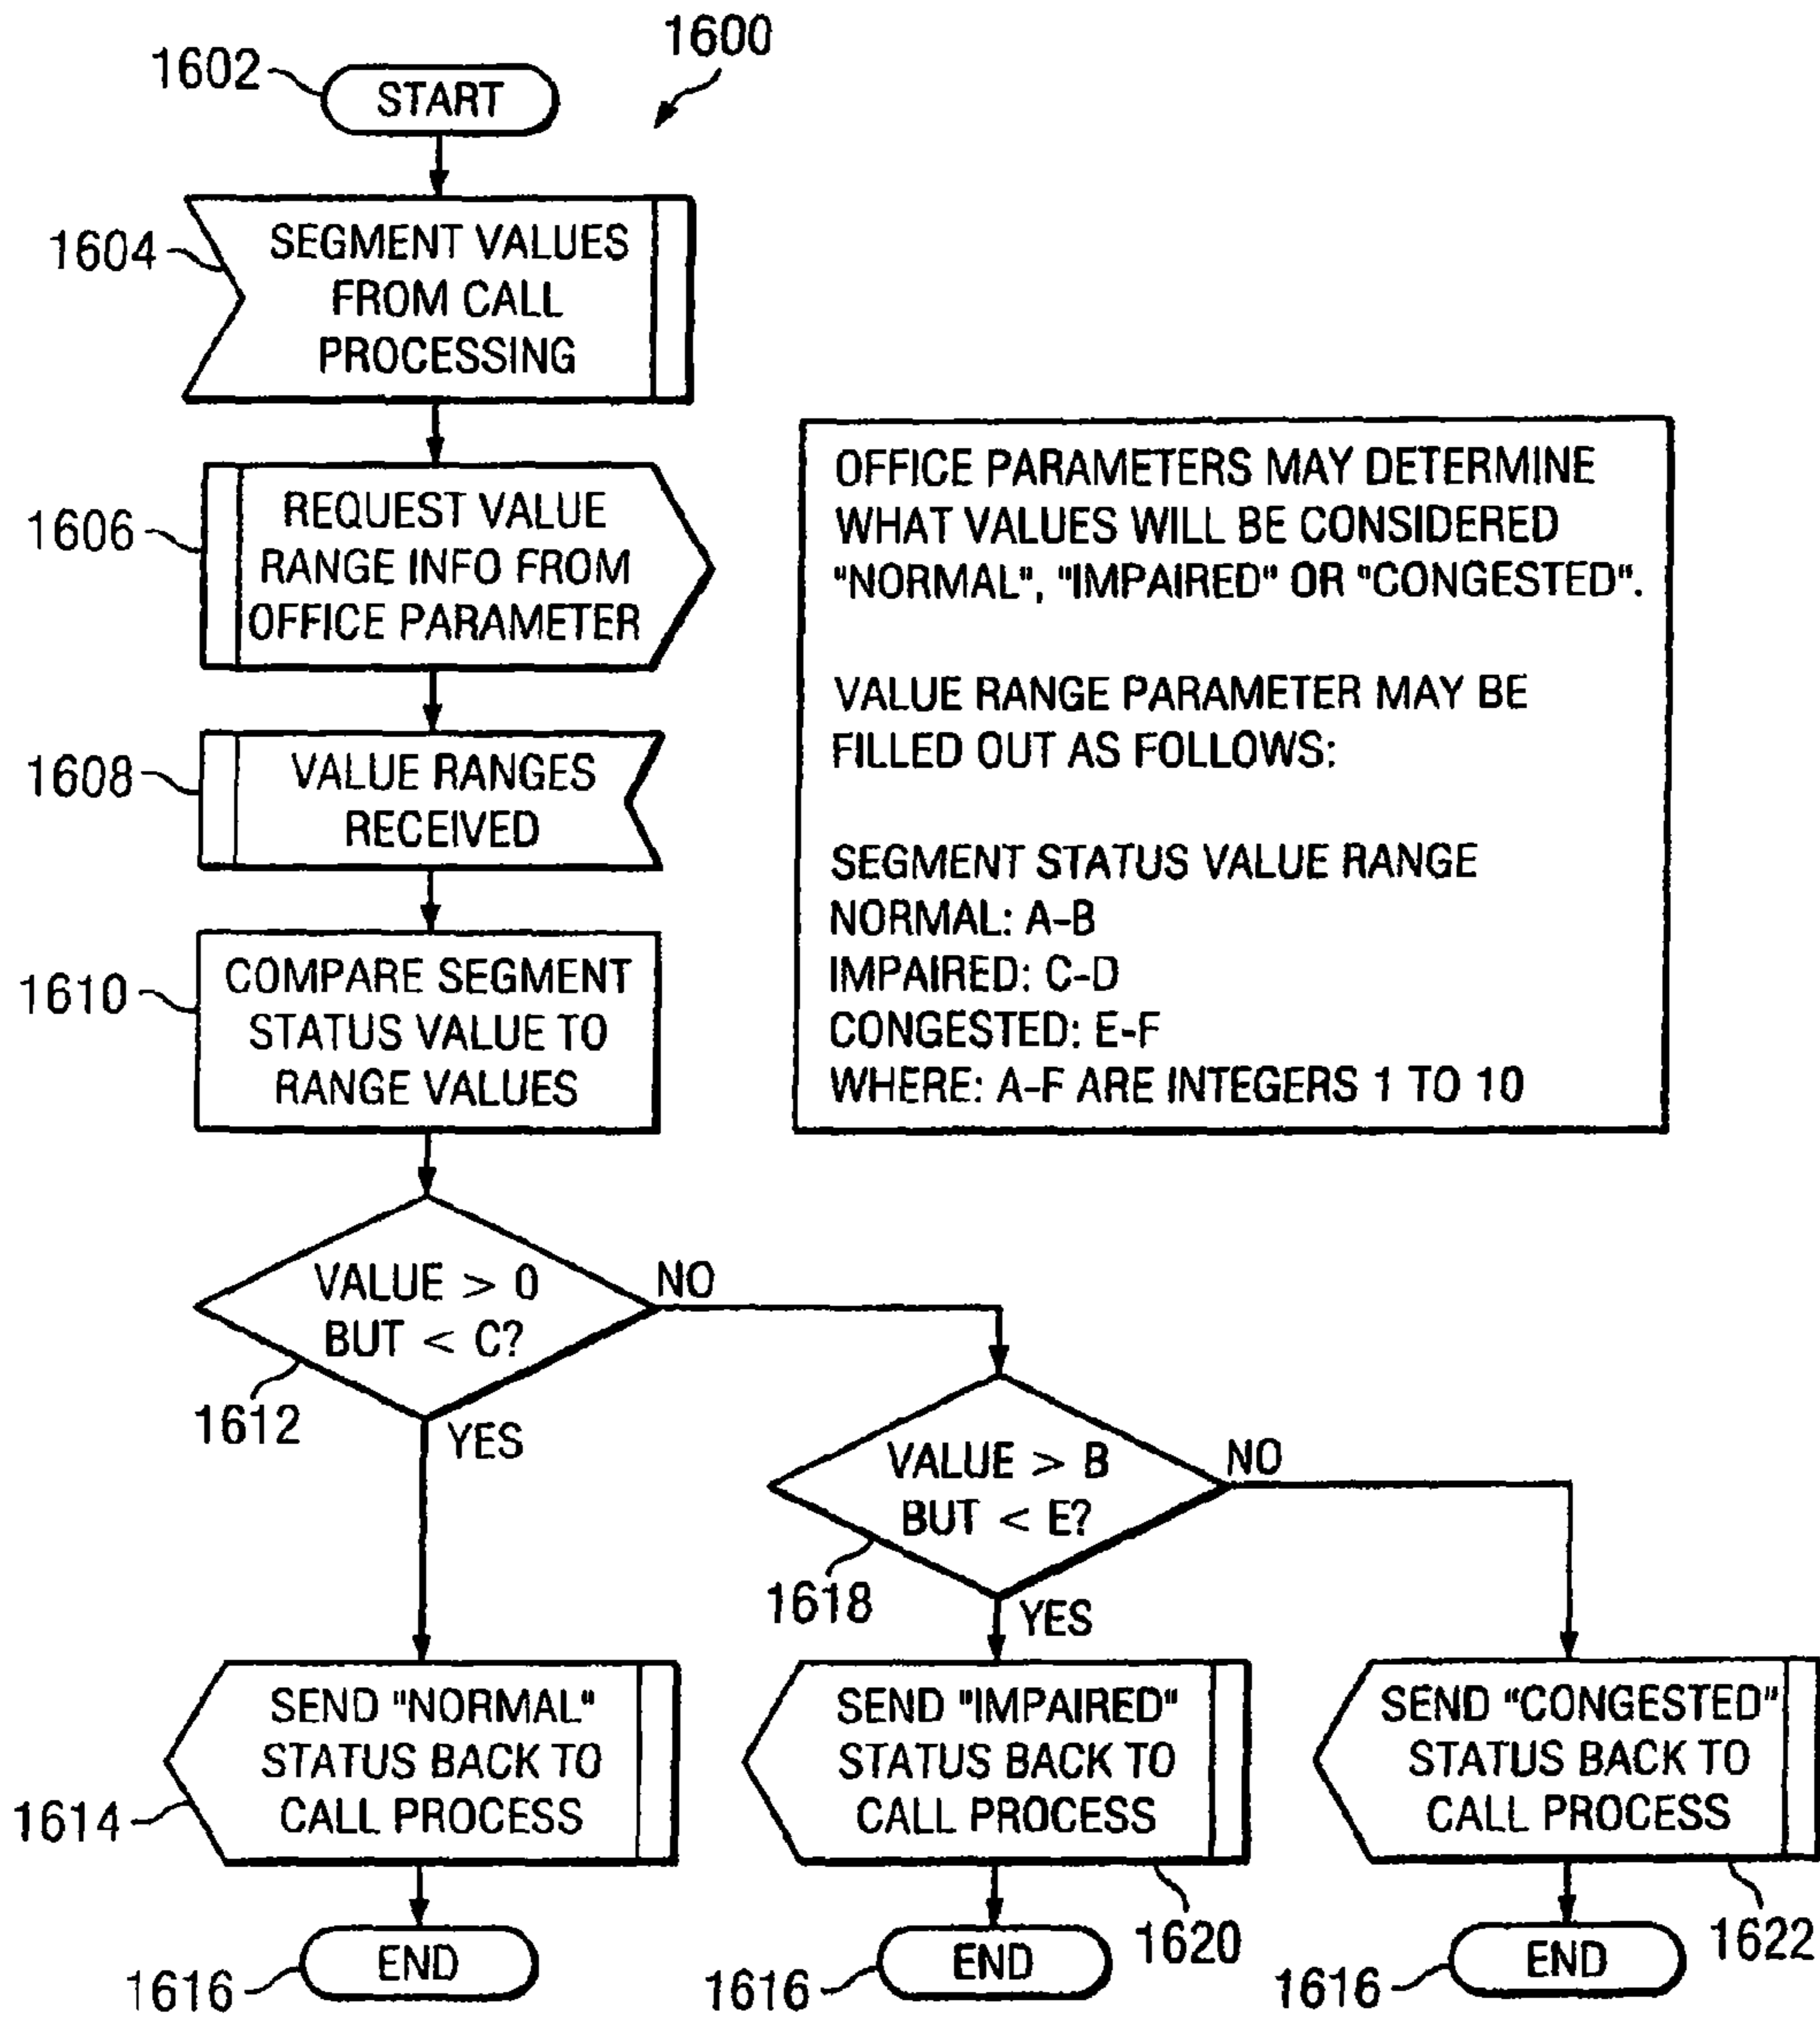 1600
1602
START
1604
SEGMENT VALUES
FROM CALL
PROCESSING
1606
REQUEST VALUE
RANGE INFO FROM
OFFICE PARAMETER
1608
VALUE RANGES
RECEIVED
1610
COMPARE SEGMENT
STATUS VALUE TO
RANGE VALUES
OFFICE PARAMETERS MAY DETERMINE
WHAT VALUES WILL BE CONSIDERED
"NORMAL", "IMPAIRED" OR "CONGESTED".
VALUE RANGE PARAMETER MAY BE
FILLED OUT AS FOLLOWS:
SEGMENT STATUS VALUE RANGE
NORMAL: A-B
IMPAIRED: C-D
CONGESTED: E-F
WHERE: A-F ARE INTEGERS 1 TO 10
VALUE > 0
BUT < C?
NO
1612
YES
VALUE > B
BUT < E?
NO
1618
YES
SEND "NORMAL"
STATUS BACK TO
CALL PROCESS
1614
SEND "IMPAIRED"
STATUS BACK TO
CALL PROCESS
1620
SEND "CONGESTED"
STATUS BACK TO
CALL PROCESS
1622
END
1616
END
1616
END
1616